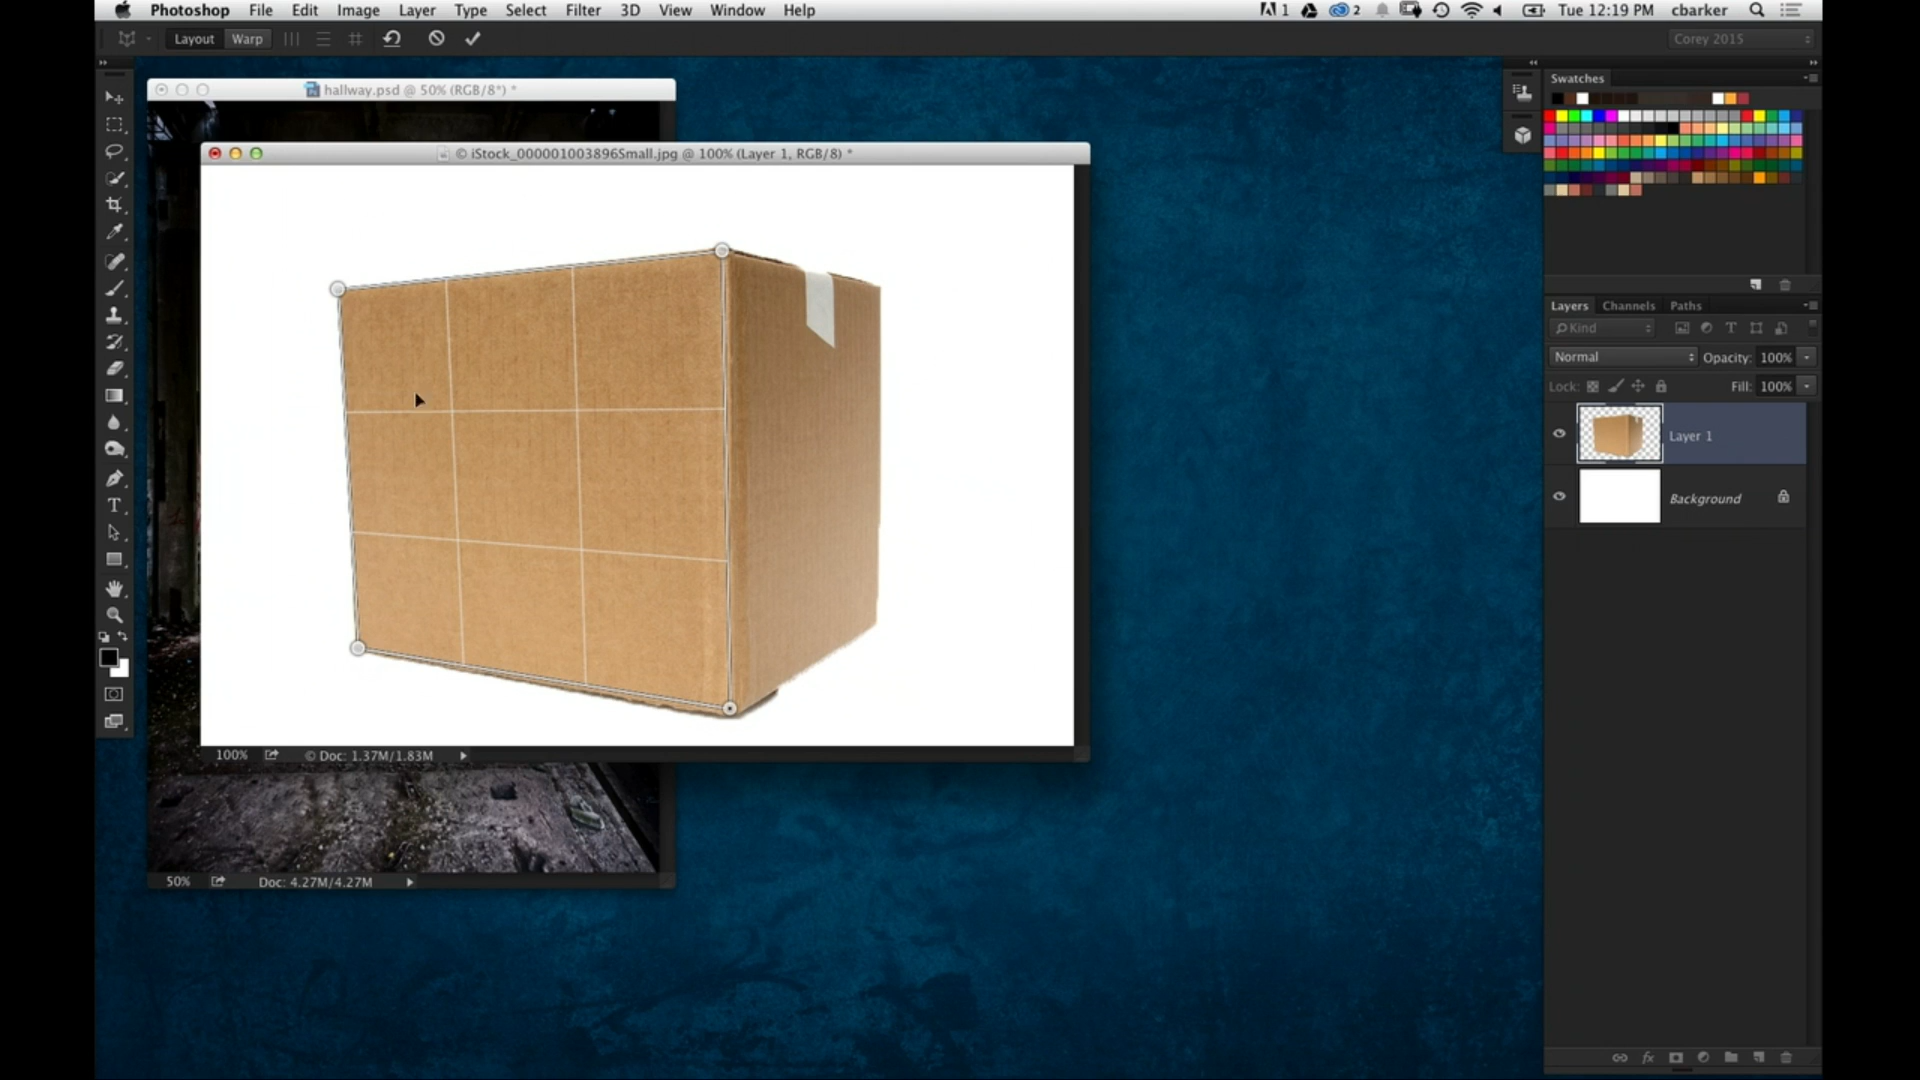 Photoshop File Edit Image Layer Type Select Filter 3D View Window Help 1 2 Tue 12:19 PM cbarker
Layout Warp Corey 2015
hallway.psd @ 50% (RGB/8*) *
Swatches
© iStock_000001003896Small.jpg @ 100% (Layer 1, RGB/8) *
Layers Channels Paths
Kind
Normal Opacity: 100%
Lock: Fill: 100%
Layer 1
Background
100% © Doc: 1.37M/1.83M
50% Doc: 4.27M/4.27M